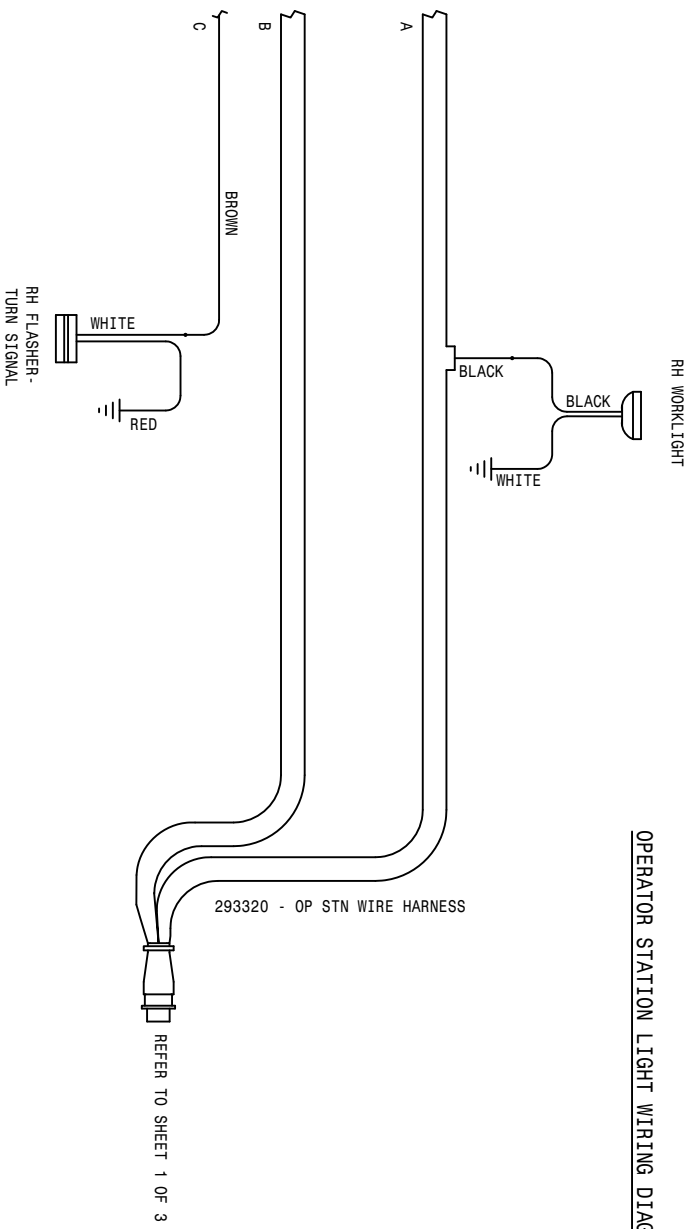 C
B
A
BROWN
WHITE
RED
RH FLASHER-
TURN SIGNAL
BLACK
BLACK
WHITE
RH WORKLIGHT
OPERATOR STATION LIGHT WIRING DIAG
293320 - OP STN WIRE HARNESS
REFER TO SHEET 1 OF 3